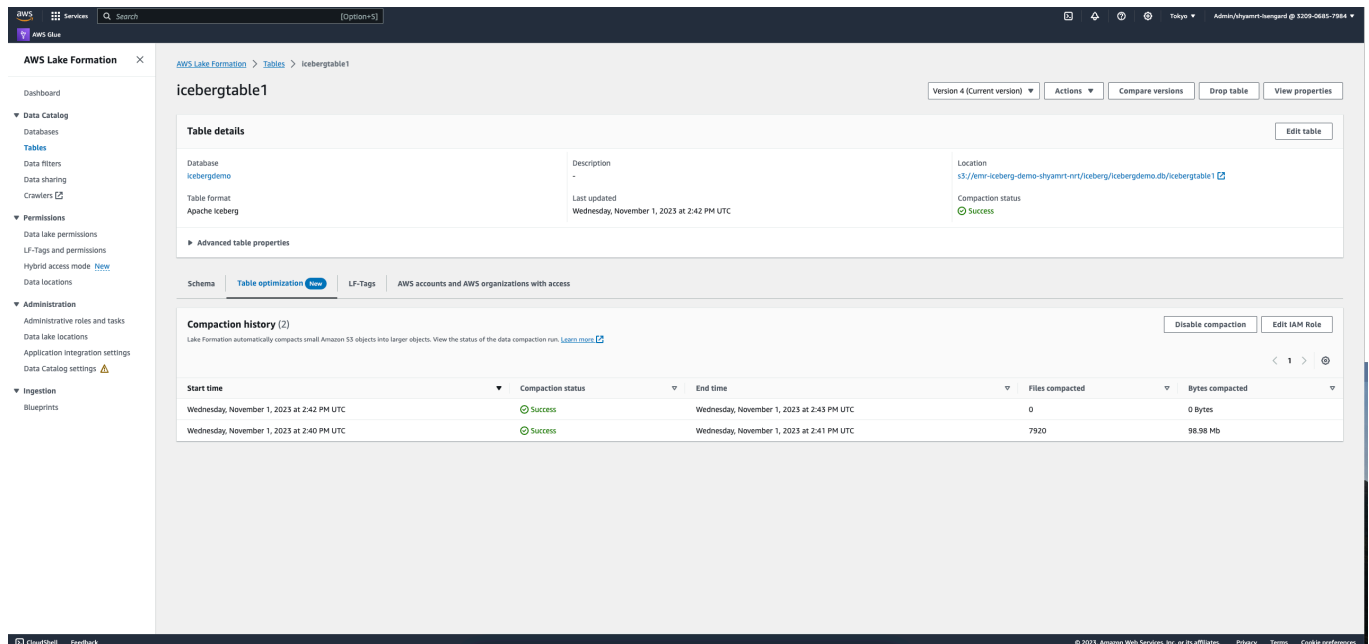 aws Services Search [Option+S] Tokyo ▼ Admin/shyamrt-Isengard @ 3209-0685-7984 ▼
AWS Glue
AWS Lake Formation
Dashboard
Data Catalog
Databases
Tables
Data filters
Data sharing
Crawlers
Permissions
Data lake permissions
LF-Tags and permissions
Hybrid access mode New
Data locations
Administration
Administrative roles and tasks
Data lake locations
Application integration settings
Data Catalog settings
Ingestion
Blueprints
AWS Lake Formation > Tables > icebergtable1
icebergtable1
Version 4 (Current version) ▼ Actions ▼ Compare versions Drop table View properties
Table details Edit table
Database Description Location
icebergdemo - s3://emr-iceberg-demo-shyamrt-nrt/iceberg/icebergdemo.db/icebergtable1
Table format Last updated Compaction status
Apache Iceberg Wednesday, November 1, 2023 at 2:42 PM UTC Success
Advanced table properties
Schema Table optimization New LF-Tags AWS accounts and AWS organizations with access
Compaction history (2) Disable compaction Edit IAM Role
Lake Formation automatically compacts small Amazon S3 objects into larger objects. View the status of the data compaction run. Learn more
< 1 >
Start time Compaction status End time Files compacted Bytes compacted
Wednesday, November 1, 2023 at 2:42 PM UTC Success Wednesday, November 1, 2023 at 2:43 PM UTC 0 0 Bytes
Wednesday, November 1, 2023 at 2:40 PM UTC Success Wednesday, November 1, 2023 at 2:41 PM UTC 7920 98.98 Mb
CloudShell Feedback © 2023, Amazon Web Services, Inc. or its affiliates. Privacy Terms Cookie preferences